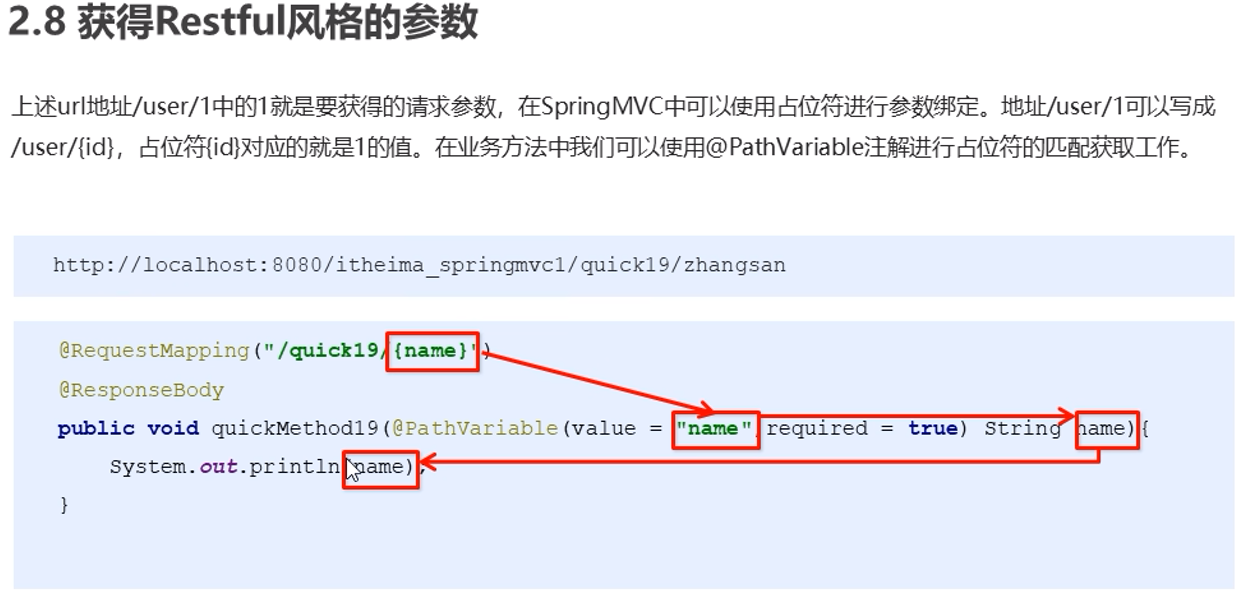 2.8 获得Restful风格的参数
上述url地址/user/1中的1就是要获得的请求参数，在SpringMVC中可以使用占位符进行参数绑定。地址/user/1可以写成
/user/{id}，占位符{id}对应的就是1的值。在业务方法中我们可以使用@PathVariable注解进行占位符的匹配获取工作。
http://localhost:8080/itheima_springmvc1/quick19/zhangsan
@RequestMapping("/quick19/{name}")
@ResponseBody
public void quickMethod19(@PathVariable(value = "name",required = true) String name){
System.out.println(name);
}